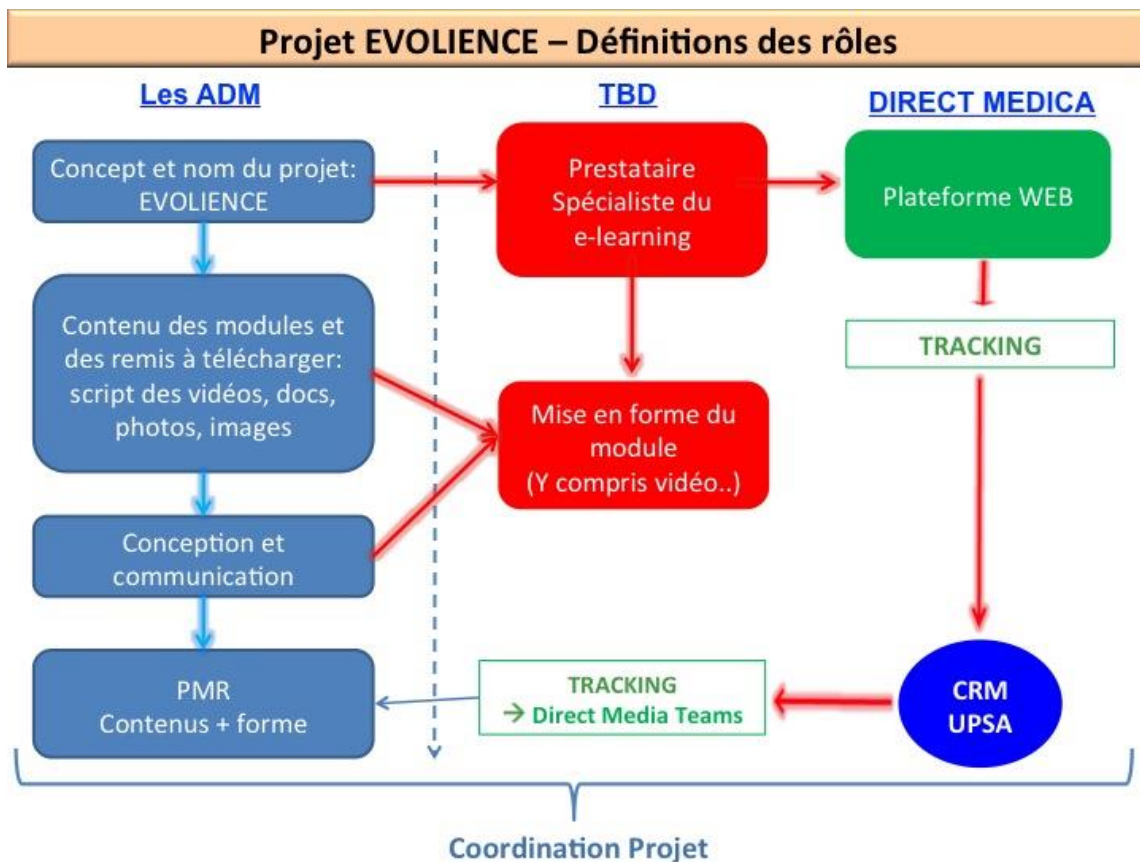 Projet EVOLIENCE – Définitions des rôles
Les ADM
TBD
DIRECT MEDICA
Concept et nom du projet:
EVOLIENCE
Prestataire
Spécialiste du
e-learning
Plateforme WEB
Contenu des modules et
des remis à télécharger:
script des vidéos, docs,
photos, images
TRACKING
Mise en forme du
module
(Y compris vidéo..)
Conception et
communication
PMR
Contenus + forme
TRACKING
→ Direct Media Teams
CRM
UPSA
Coordination Projet